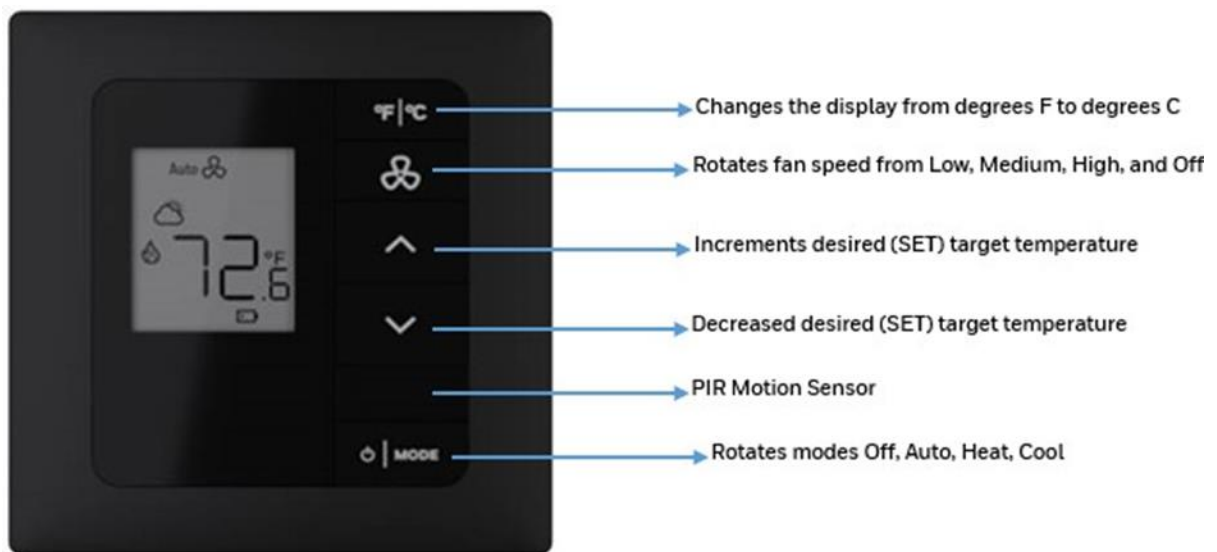 °F|°C
Changes the display from degrees F to degrees C
Auto
Rotates fan speed from Low, Medium, High, and Off
Increments desired (SET) target temperature
72.6 °F
Decreased desired (SET) target temperature
PIR Motion Sensor
MODE
Rotates modes Off, Auto, Heat, Cool